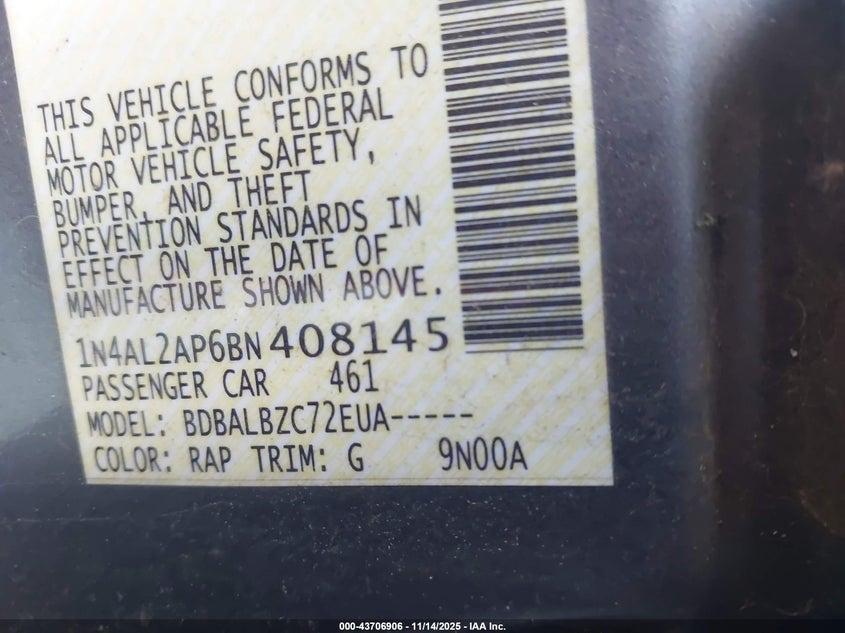 THIS VEHICLE CONFORMS TO
ALL APPLICABLE FEDERAL
MOTOR VEHICLE SAFETY,
BUMPER, AND THEFT
PREVENTION STANDARDS IN
EFFECT ON THE DATE OF
MANUFACTURE SHOWN ABOVE.
1N4AL2AP6BN408145
PASSENGER CAR 461
MODEL: BDBALBZC72EUA-----
COLOR: RAP TRIM: G 9N00A
000-43706906 - 11/14/2025 - IAA Inc.